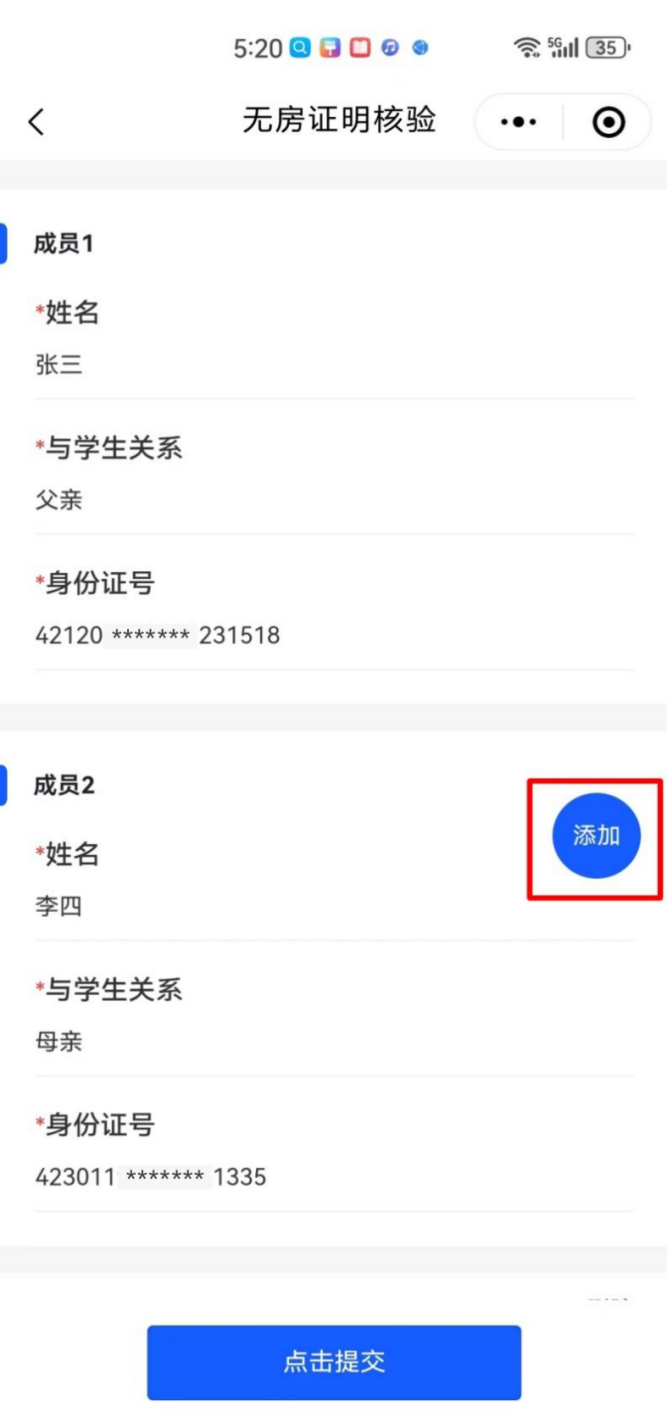 5:20 5G 35
无房证明核验
成员1
*姓名
张三
*与学生关系
父亲
*身份证号
42120 ******* 231518
成员2
添加
*姓名
李四
*与学生关系
母亲
*身份证号
423011 ******* 1335
点击提交